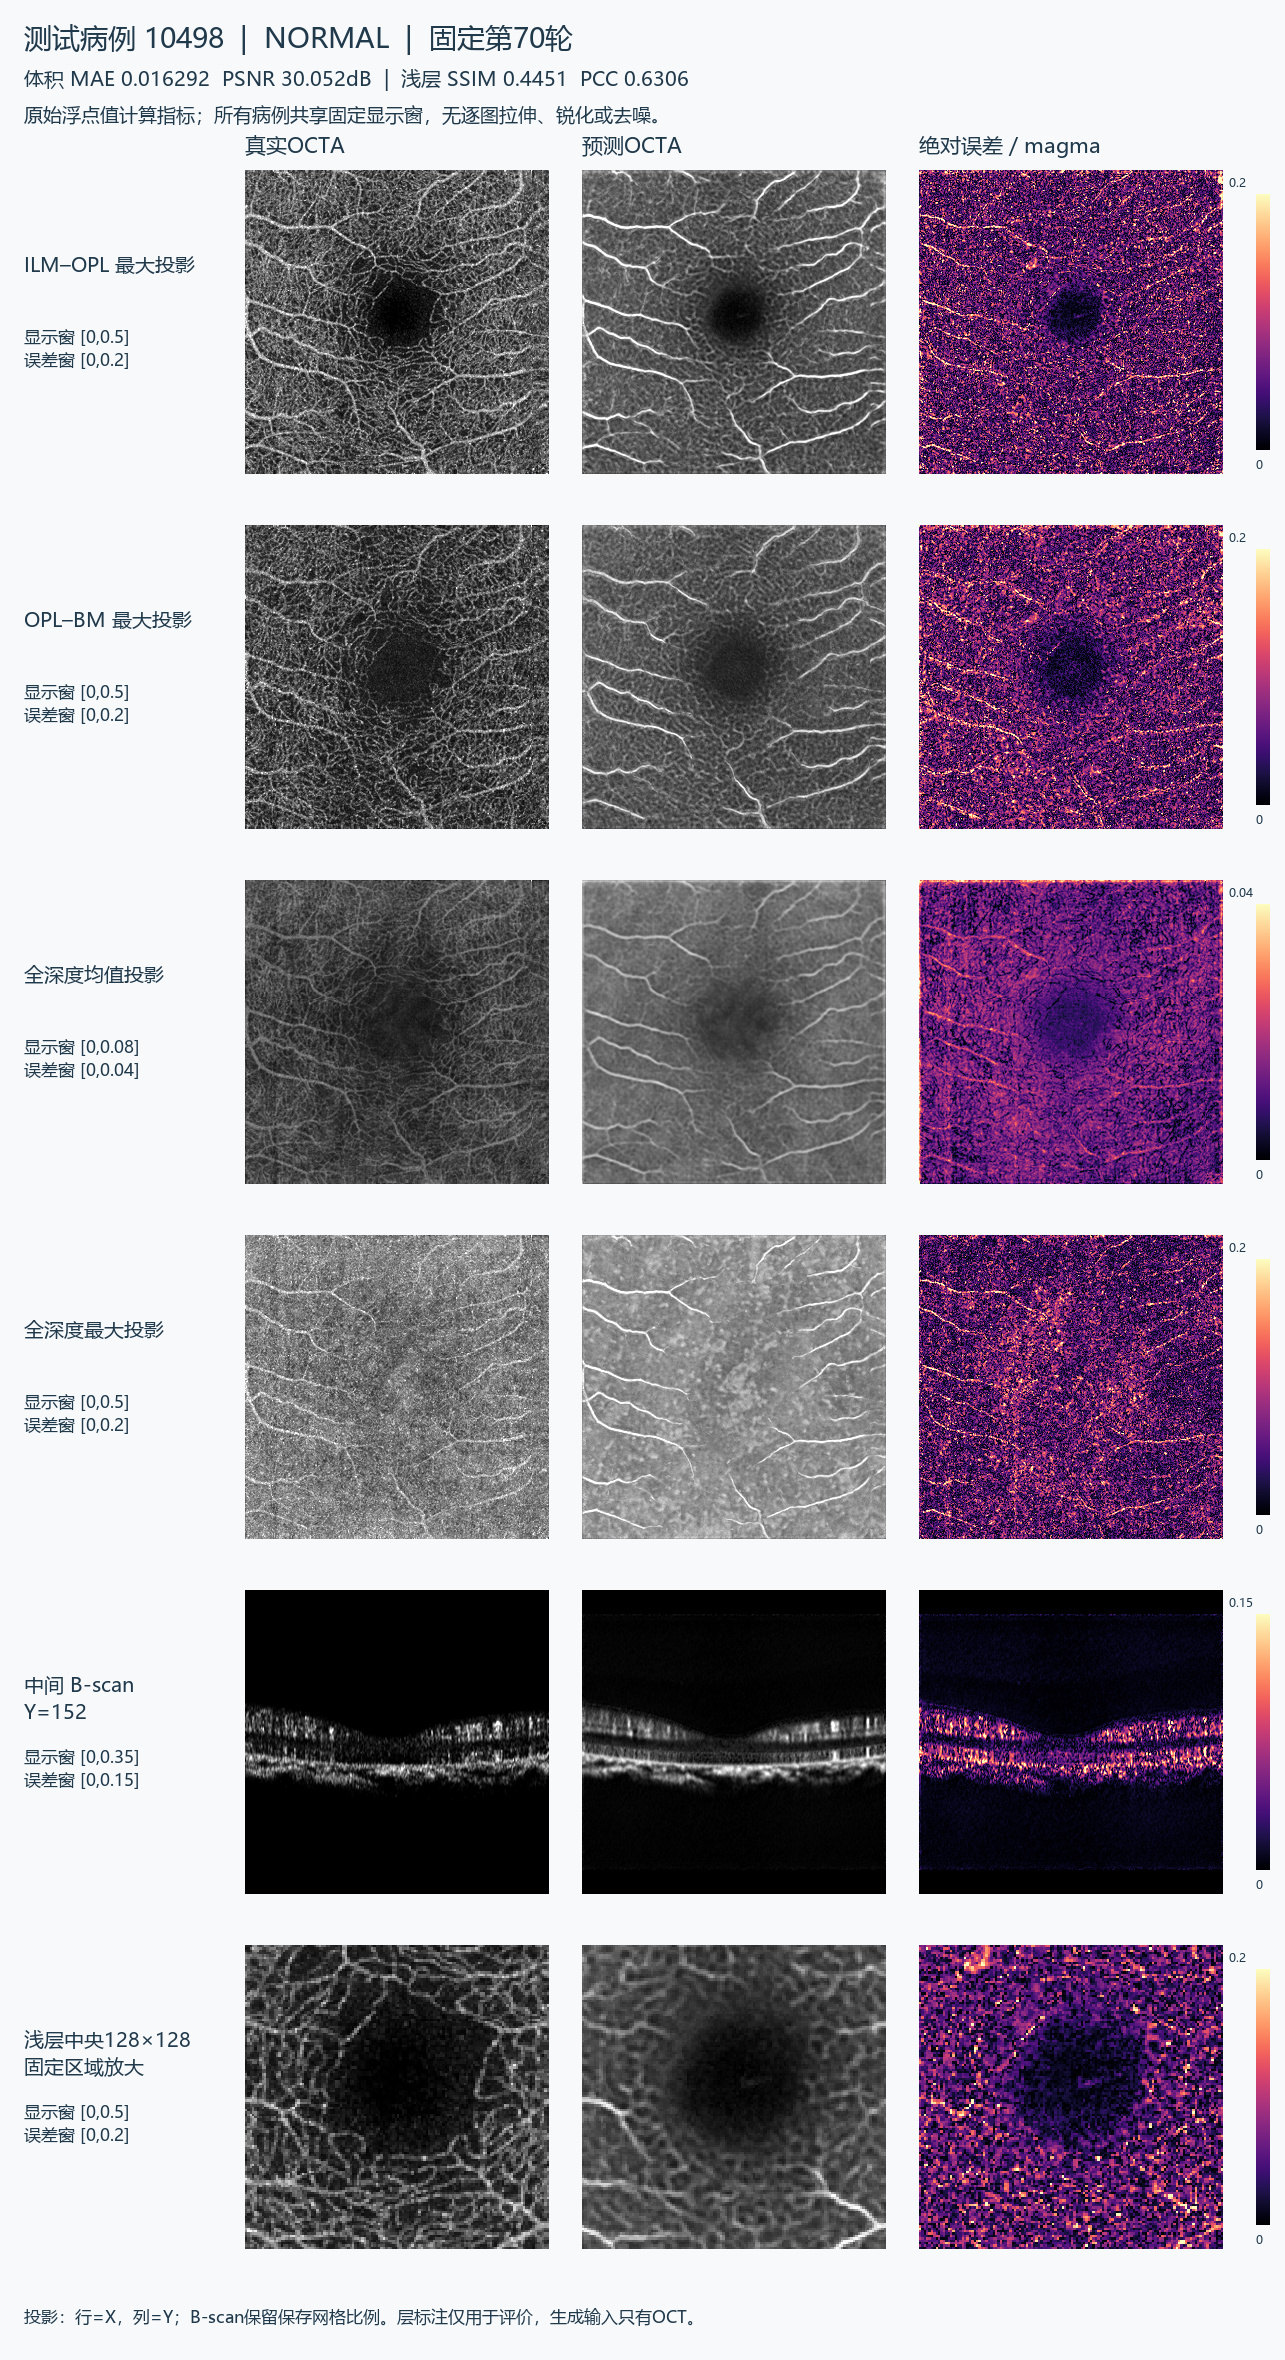 测试病例 10498 | NORMAL | 固定第70轮
体积 MAE 0.016292 PSNR 30.052dB | 浅层 SSIM 0.4451 PCC 0.6306
原始浮点值计算指标；所有病例共享固定显示窗，无逐图拉伸、锐化或去噪。
真实OCTA 预测OCTA 绝对误差 / magma
0.2
ILM–OPL 最大投影
显示窗 [0,0.5]
误差窗 [0,0.2]
0
0.2
OPL–BM 最大投影
显示窗 [0,0.5]
误差窗 [0,0.2]
0
0.04
全深度均值投影
显示窗 [0,0.08]
误差窗 [0,0.04]
0
0.2
全深度最大投影
显示窗 [0,0.5]
误差窗 [0,0.2]
0
0.15
中间 B-scan
Y=152
显示窗 [0,0.35]
误差窗 [0,0.15]
0
0.2
浅层中央128×128
固定区域放大
显示窗 [0,0.5]
误差窗 [0,0.2]
0
投影：行=X，列=Y；B-scan保留保存网格比例。层标注仅用于评价，生成输入只有OCT。